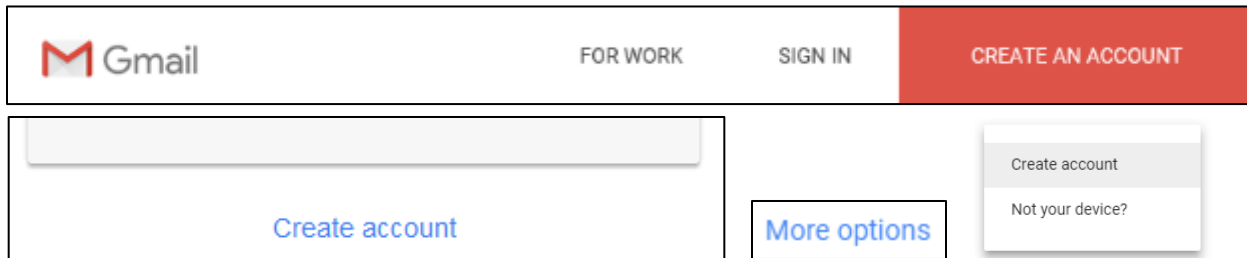 Gmail FOR WORK SIGN IN CREATE AN ACCOUNT
Create account
More options
Create account
Not your device?